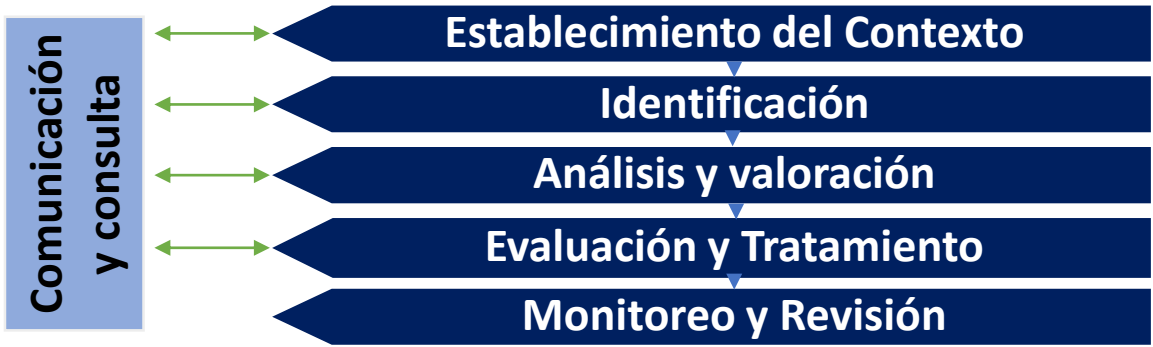 Comunicación
y consulta
Establecimiento del Contexto
Identificación
Análisis y valoración
Evaluación y Tratamiento
Monitoreo y Revisión